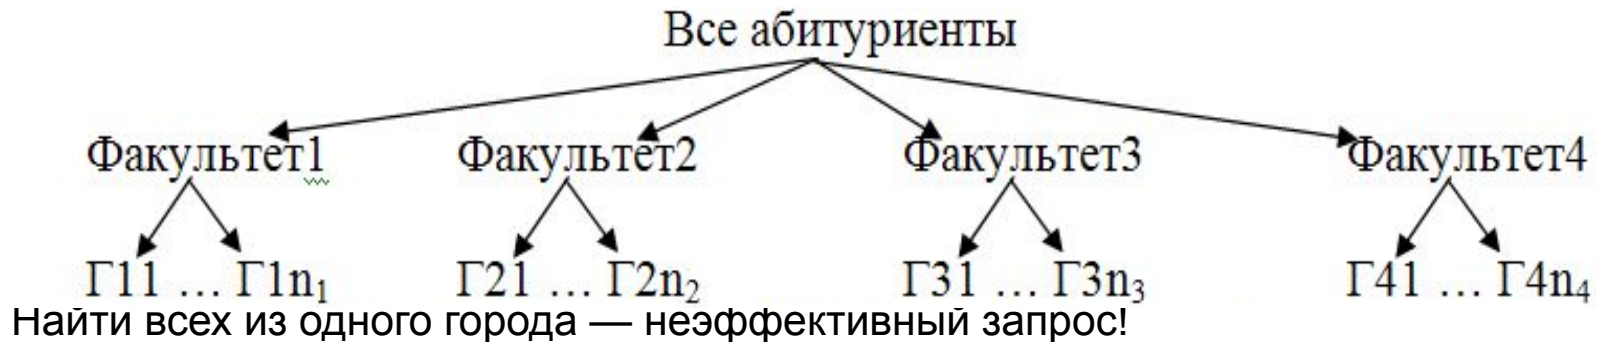 Все абитуриенты
Факультет1 Факультет2 Факультет3 Факультет4
Г11 … Г1n₁ Г21 … Г2n₂ Г31 … Г3n₃ Г41 … Г4n₄
Найти всех из одного города — неэффективный запрос!